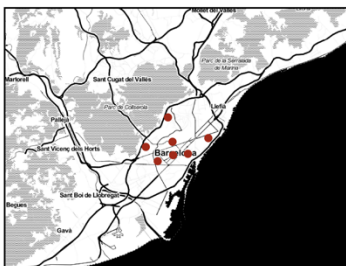 Mollet del Vallès
Parc de la Serralada
de Marina
Martorell
Sant Cugat del Vallès
Parc de Collserola
Llefià
Pallejà
Sant Vicenç dels Horts
Barcelona
Sant Boi de Llobregat
Begues
Gavà